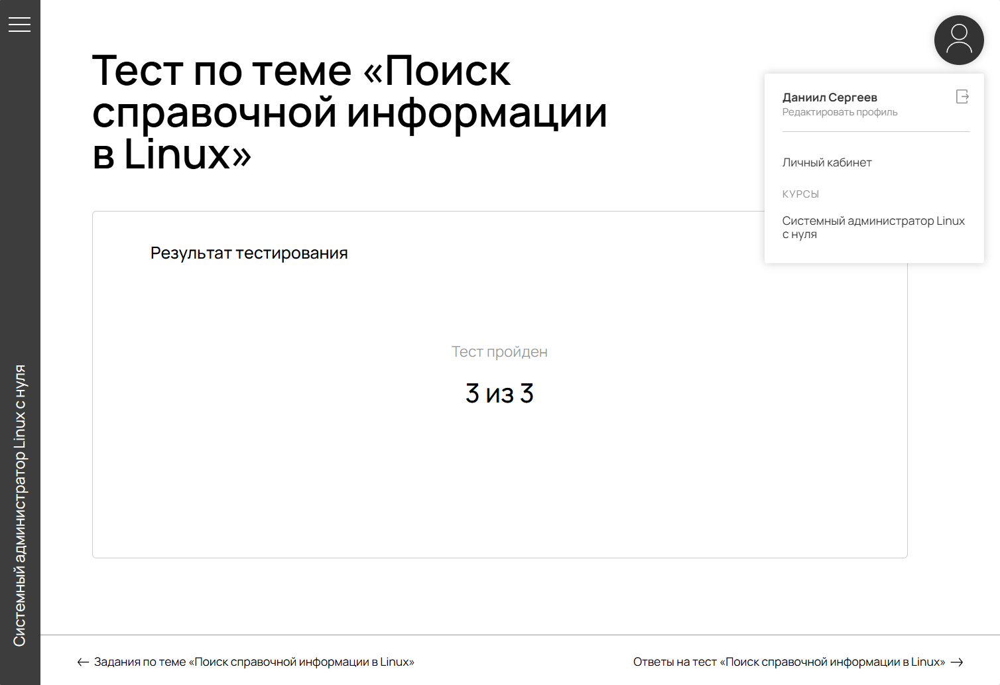 Тест по теме «Поиск
справочной информации
в Linux»
Даниил Сергеев
Редактировать профиль
Личный кабинет
КУРСЫ
Системный администратор Linux
с нуля
Результат тестирования
Тест пройден
3 из 3
Системный администратор Linux с нуля
← Задания по теме «Поиск справочной информации в Linux»
Ответы на тест «Поиск справочной информации в Linux» →